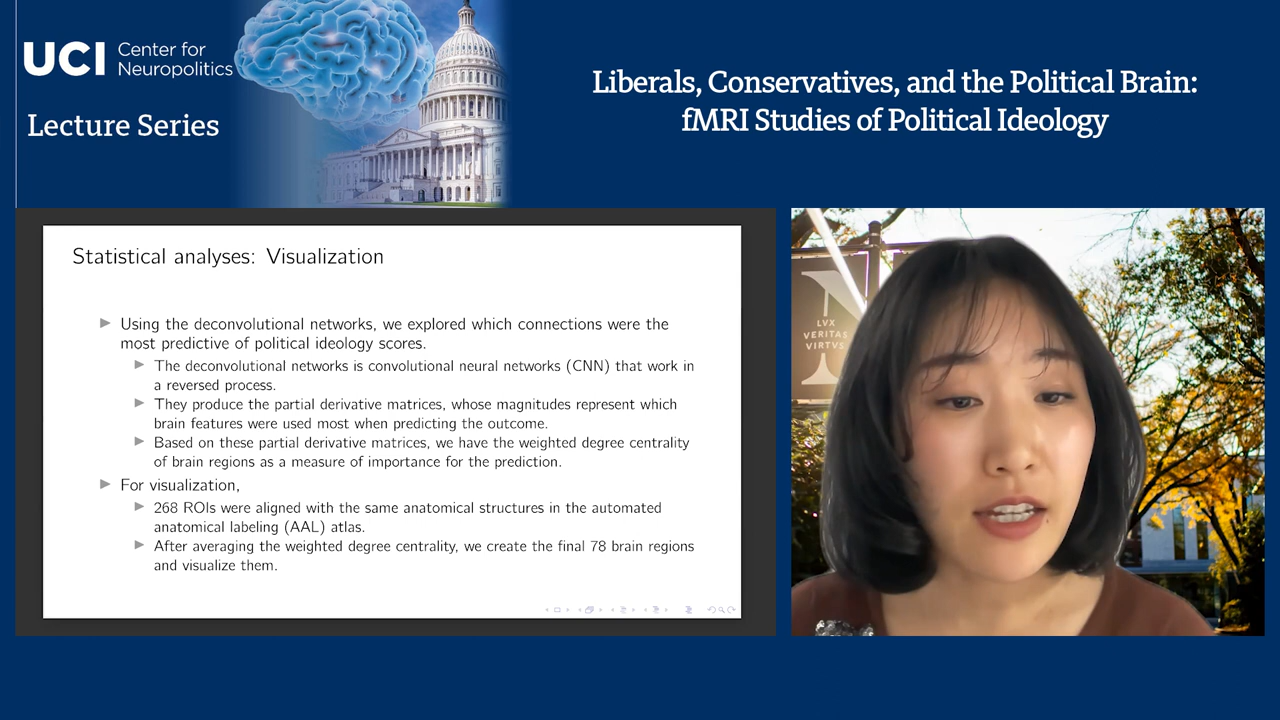 UCI Center for
Neuropolitics
Lecture Series
Liberals, Conservatives, and the Political Brain:
fMRI Studies of Political Ideology
Statistical analyses: Visualization
Using the deconvolutional networks, we explored which connections were the
most predictive of political ideology scores.
The deconvolutional networks is convolutional neural networks (CNN) that work in
a reversed process.
They produce the partial derivative matrices, whose magnitudes represent which
brain features were used most when predicting the outcome.
Based on these partial derivative matrices, we have the weighted degree centrality
of brain regions as a measure of importance for the prediction.
For visualization,
268 ROIs were aligned with the same anatomical structures in the automated
anatomical labeling (AAL) atlas.
After averaging the weighted degree centrality, we create the final 78 brain regions
and visualize them.
N
LVX
VERITAS
VIRTVS